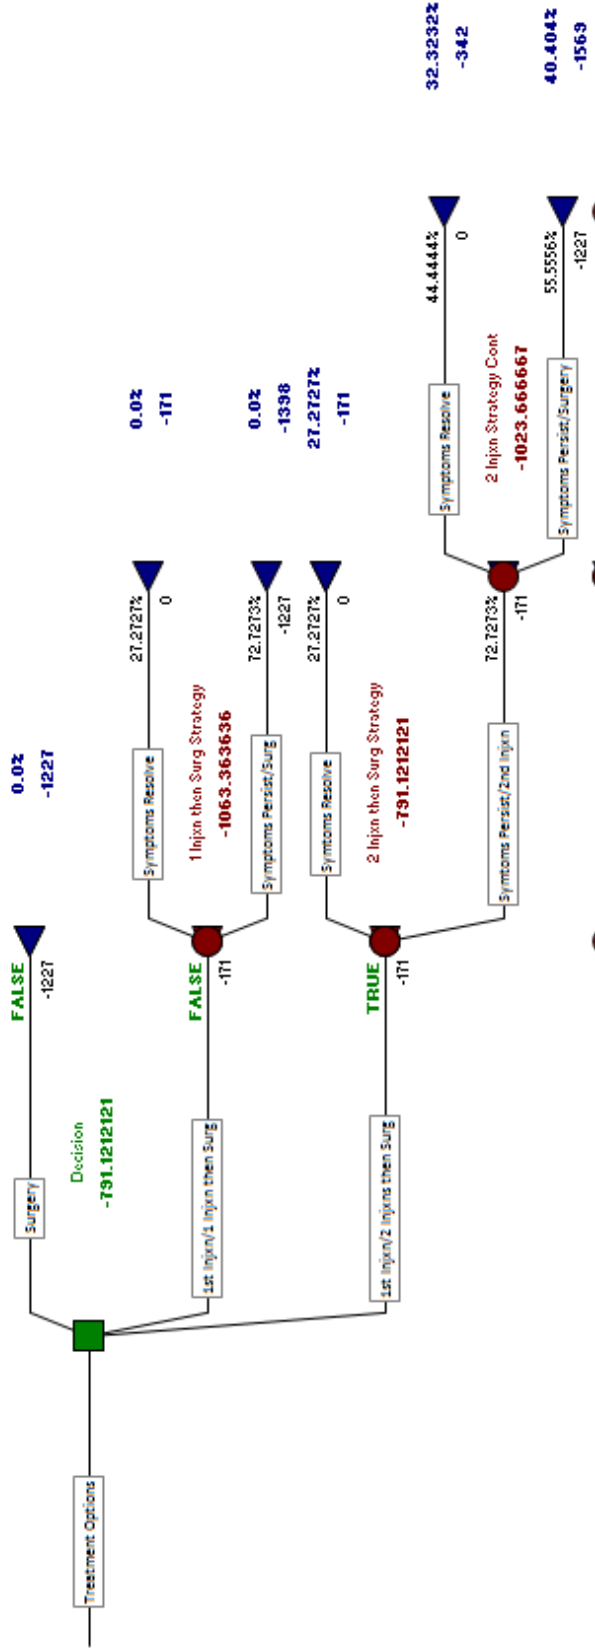 Treatment Options
Decision
-791.1212121
Surgery
FALSE
-1227
0.0%
-1227
1st Injxn/1 Injxn then Surg
FALSE
-171
1 Injxn then Surg Strategy
-1063.363636
Symptoms Resolve
27.2727%
0
0.0%
-171
Symptoms Persist/Surg
72.7273%
-1227
0.0%
-1398
1st Injxn/2 Injxns then Surg
TRUE
-171
2 Injxn then Surg Strategy
-791.1212121
Symtoms Resolve
27.2727%
0
27.2727%
-171
Symtoms Persist/2nd Injxn
72.7273%
-171
2 Injxn Strategy Cont
-1023.666667
Symptoms Resolve
44.4444%
0
32.3232%
-342
Symptoms Persist/Surgery
55.5556%
-1227
40.404%
-1569